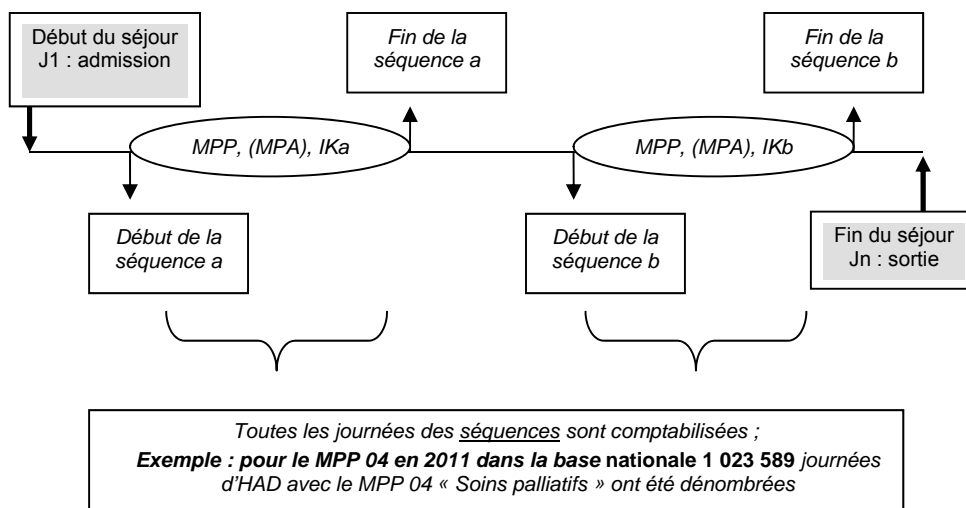 Début du séjour
J1 : admission
Fin de la
séquence a
Fin de la
séquence b
MPP, (MPA), IKa
MPP, (MPA), IKb
Début de la
séquence a
Début de la
séquence b
Fin du séjour
Jn : sortie
Toutes les journées des séquences sont comptabilisées ;
Exemple : pour le MPP 04 en 2011 dans la base nationale 1 023 589 journées
d’HAD avec le MPP 04 « Soins palliatifs » ont été dénombrées